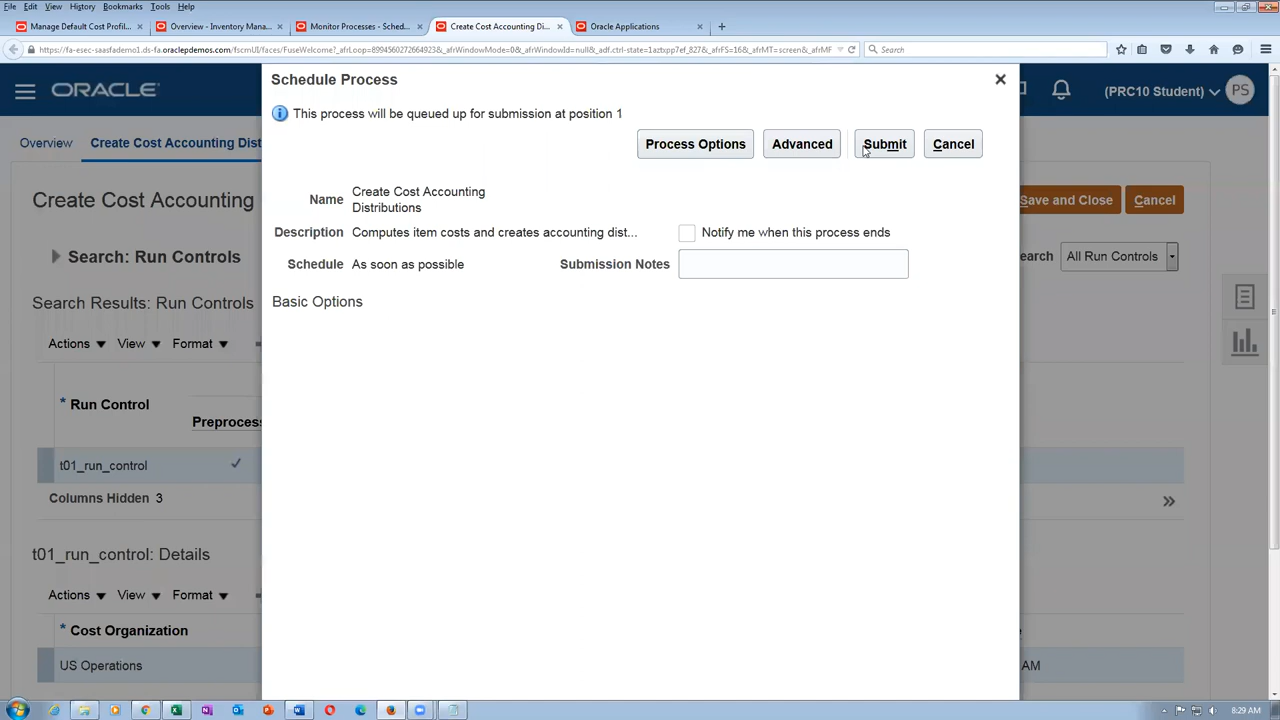 File Edit View History Bookmarks Tools Help
Manage Default Cost Profil... × Overview - Inventory Mana... × Monitor Processes - Sched... × Create Cost Accounting Di... × Oracle Applications × +
Search
ORACLE
(PRC10 Student) PS
Overview Create Cost Accounting Dist
Schedule Process
This process will be queued up for submission at position 1
Process Options Advanced Submit Cancel
Create Cost Accounting
Save and Close Cancel
Name Create Cost Accounting
Distributions
Description Computes item costs and creates accounting dist... Notify me when this process ends
Schedule As soon as possible Submission Notes
Basic Options
Search: Run Controls
earch All Run Controls
Search Results: Run Controls
Actions View Format
* Run Control
Preprocess
t01_run_control
Columns Hidden 3
t01_run_control: Details
Actions View Format
* Cost Organization
US Operations AM
8:29 AM